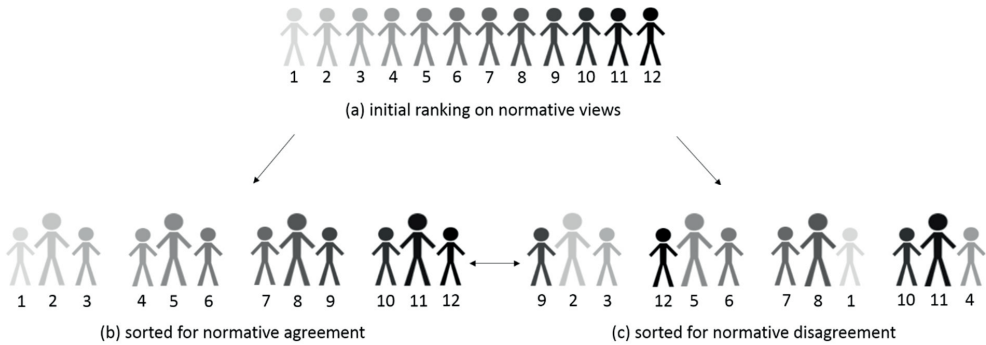 1 2 3 4 5 6 7 8 9 10 11 12
(a) initial ranking on normative views
1 2 3 4 5 6 7 8 9 10 11 12 9 2 3 12 5 6 7 8 1 10 11 4
(b) sorted for normative agreement (c) sorted for normative disagreement